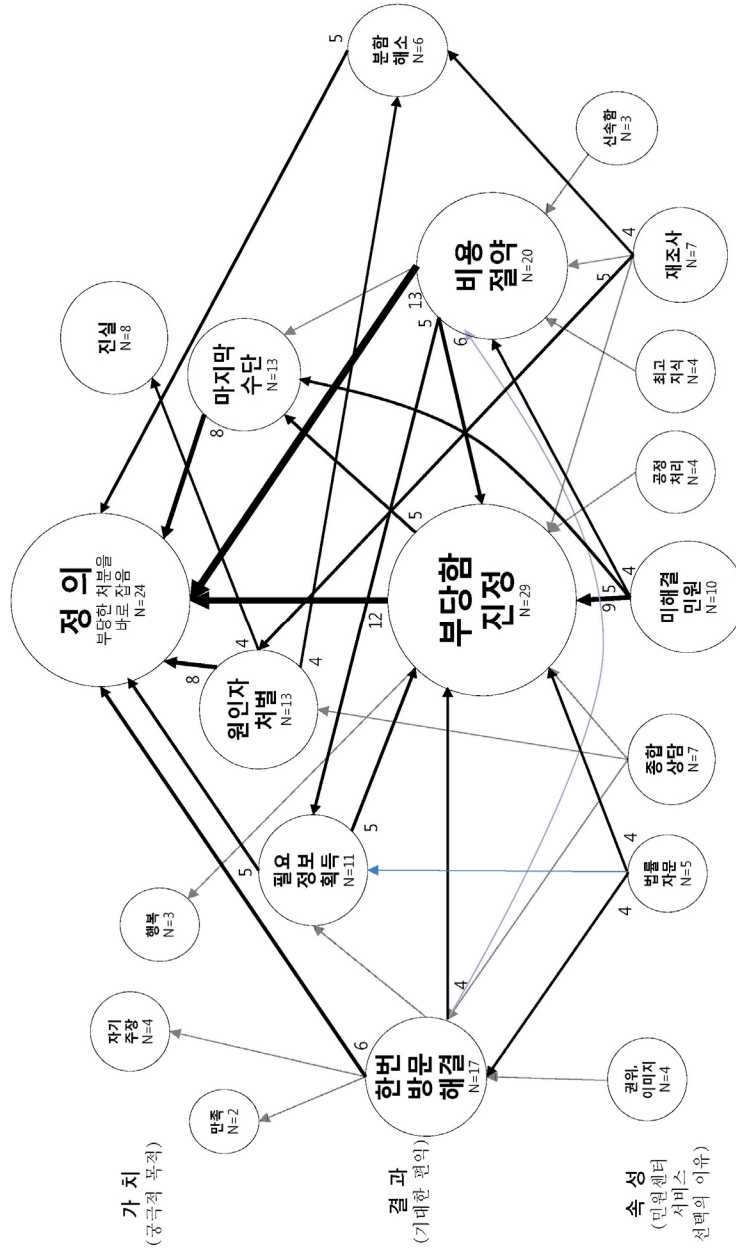 가 치
(궁극적 목적)
만족
N=2
자기
주장
N=4
행복
N=3
정 의
부당한 처분을
바로 잡음
N=24
진실
N=8
원인자
처벌
N=13
마지막
수단
N=13
필요
정보
획득
N=11
결 과
(기대한 편익)
한번
방문
해결
N=17
부당함
진정
N=29
비용
절약
N=20
분함
해소
N=6
속 성
(민원센터
서비스
선택의 이유)
권위,
이미지
N=4
법률
자문
N=5
종합
상담
N=7
미해결
민원
N=10
공정
처리
N=4
최고
지식
N=4
재조사
N=7
신속함
N=3
6
5
8
4
4
8
5
5
12
5
13
5
6
4
4
4
9
5
4
5
4